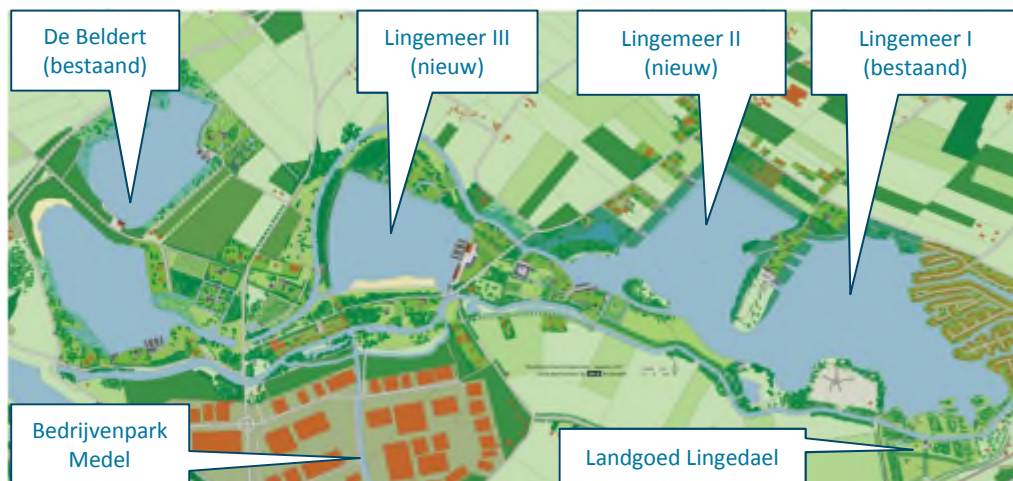 De Beldert
(bestaand)
Lingemeer III
(nieuw)
Lingemeer II
(nieuw)
Lingemeer I
(bestaand)
Bedrijvenpark
Medel
Landgoed Lingedael